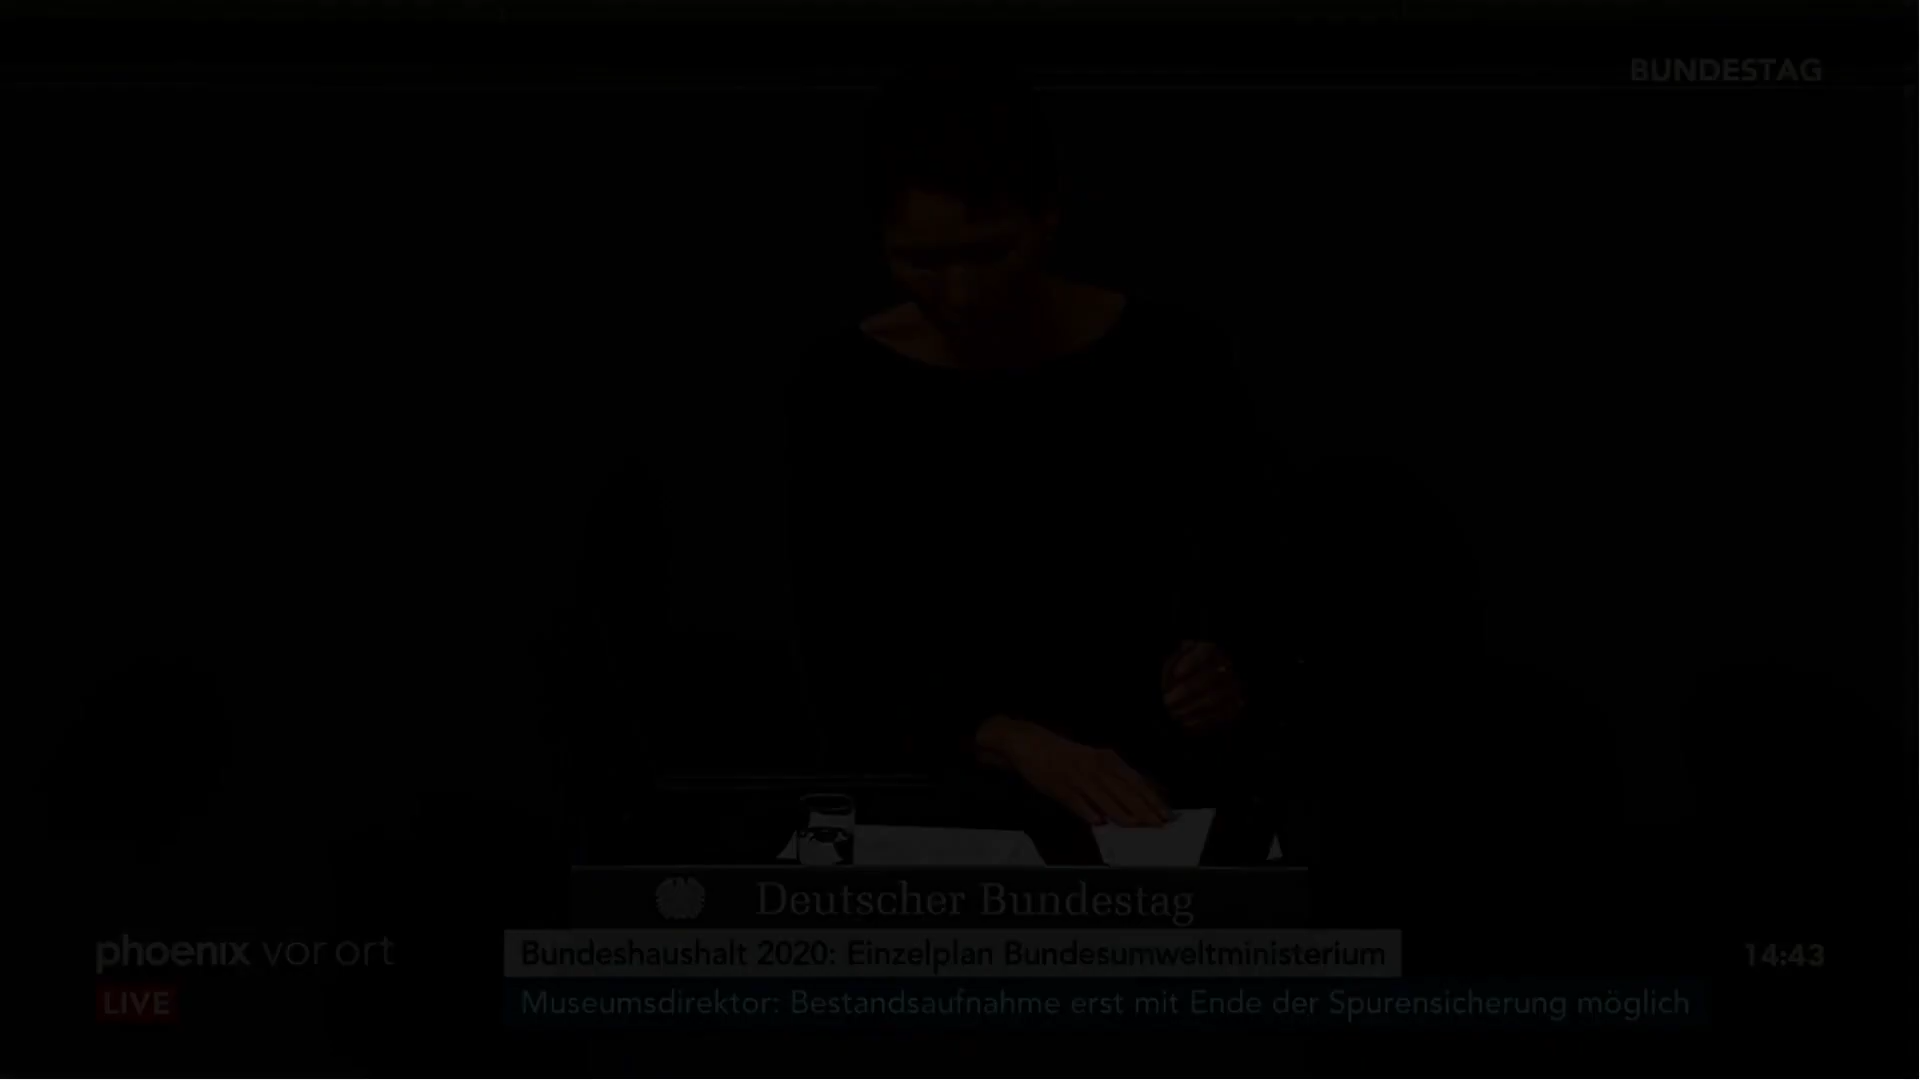 BUNDESTAG
Deutscher Bundestag
phoenix vor ort
Bundeshaushalt 2020: Einzelplan Bundesumweltministerium
14:43
LIVE
Museumsdirektor: Bestandsaufnahme erst mit Ende der Spurensicherung möglich